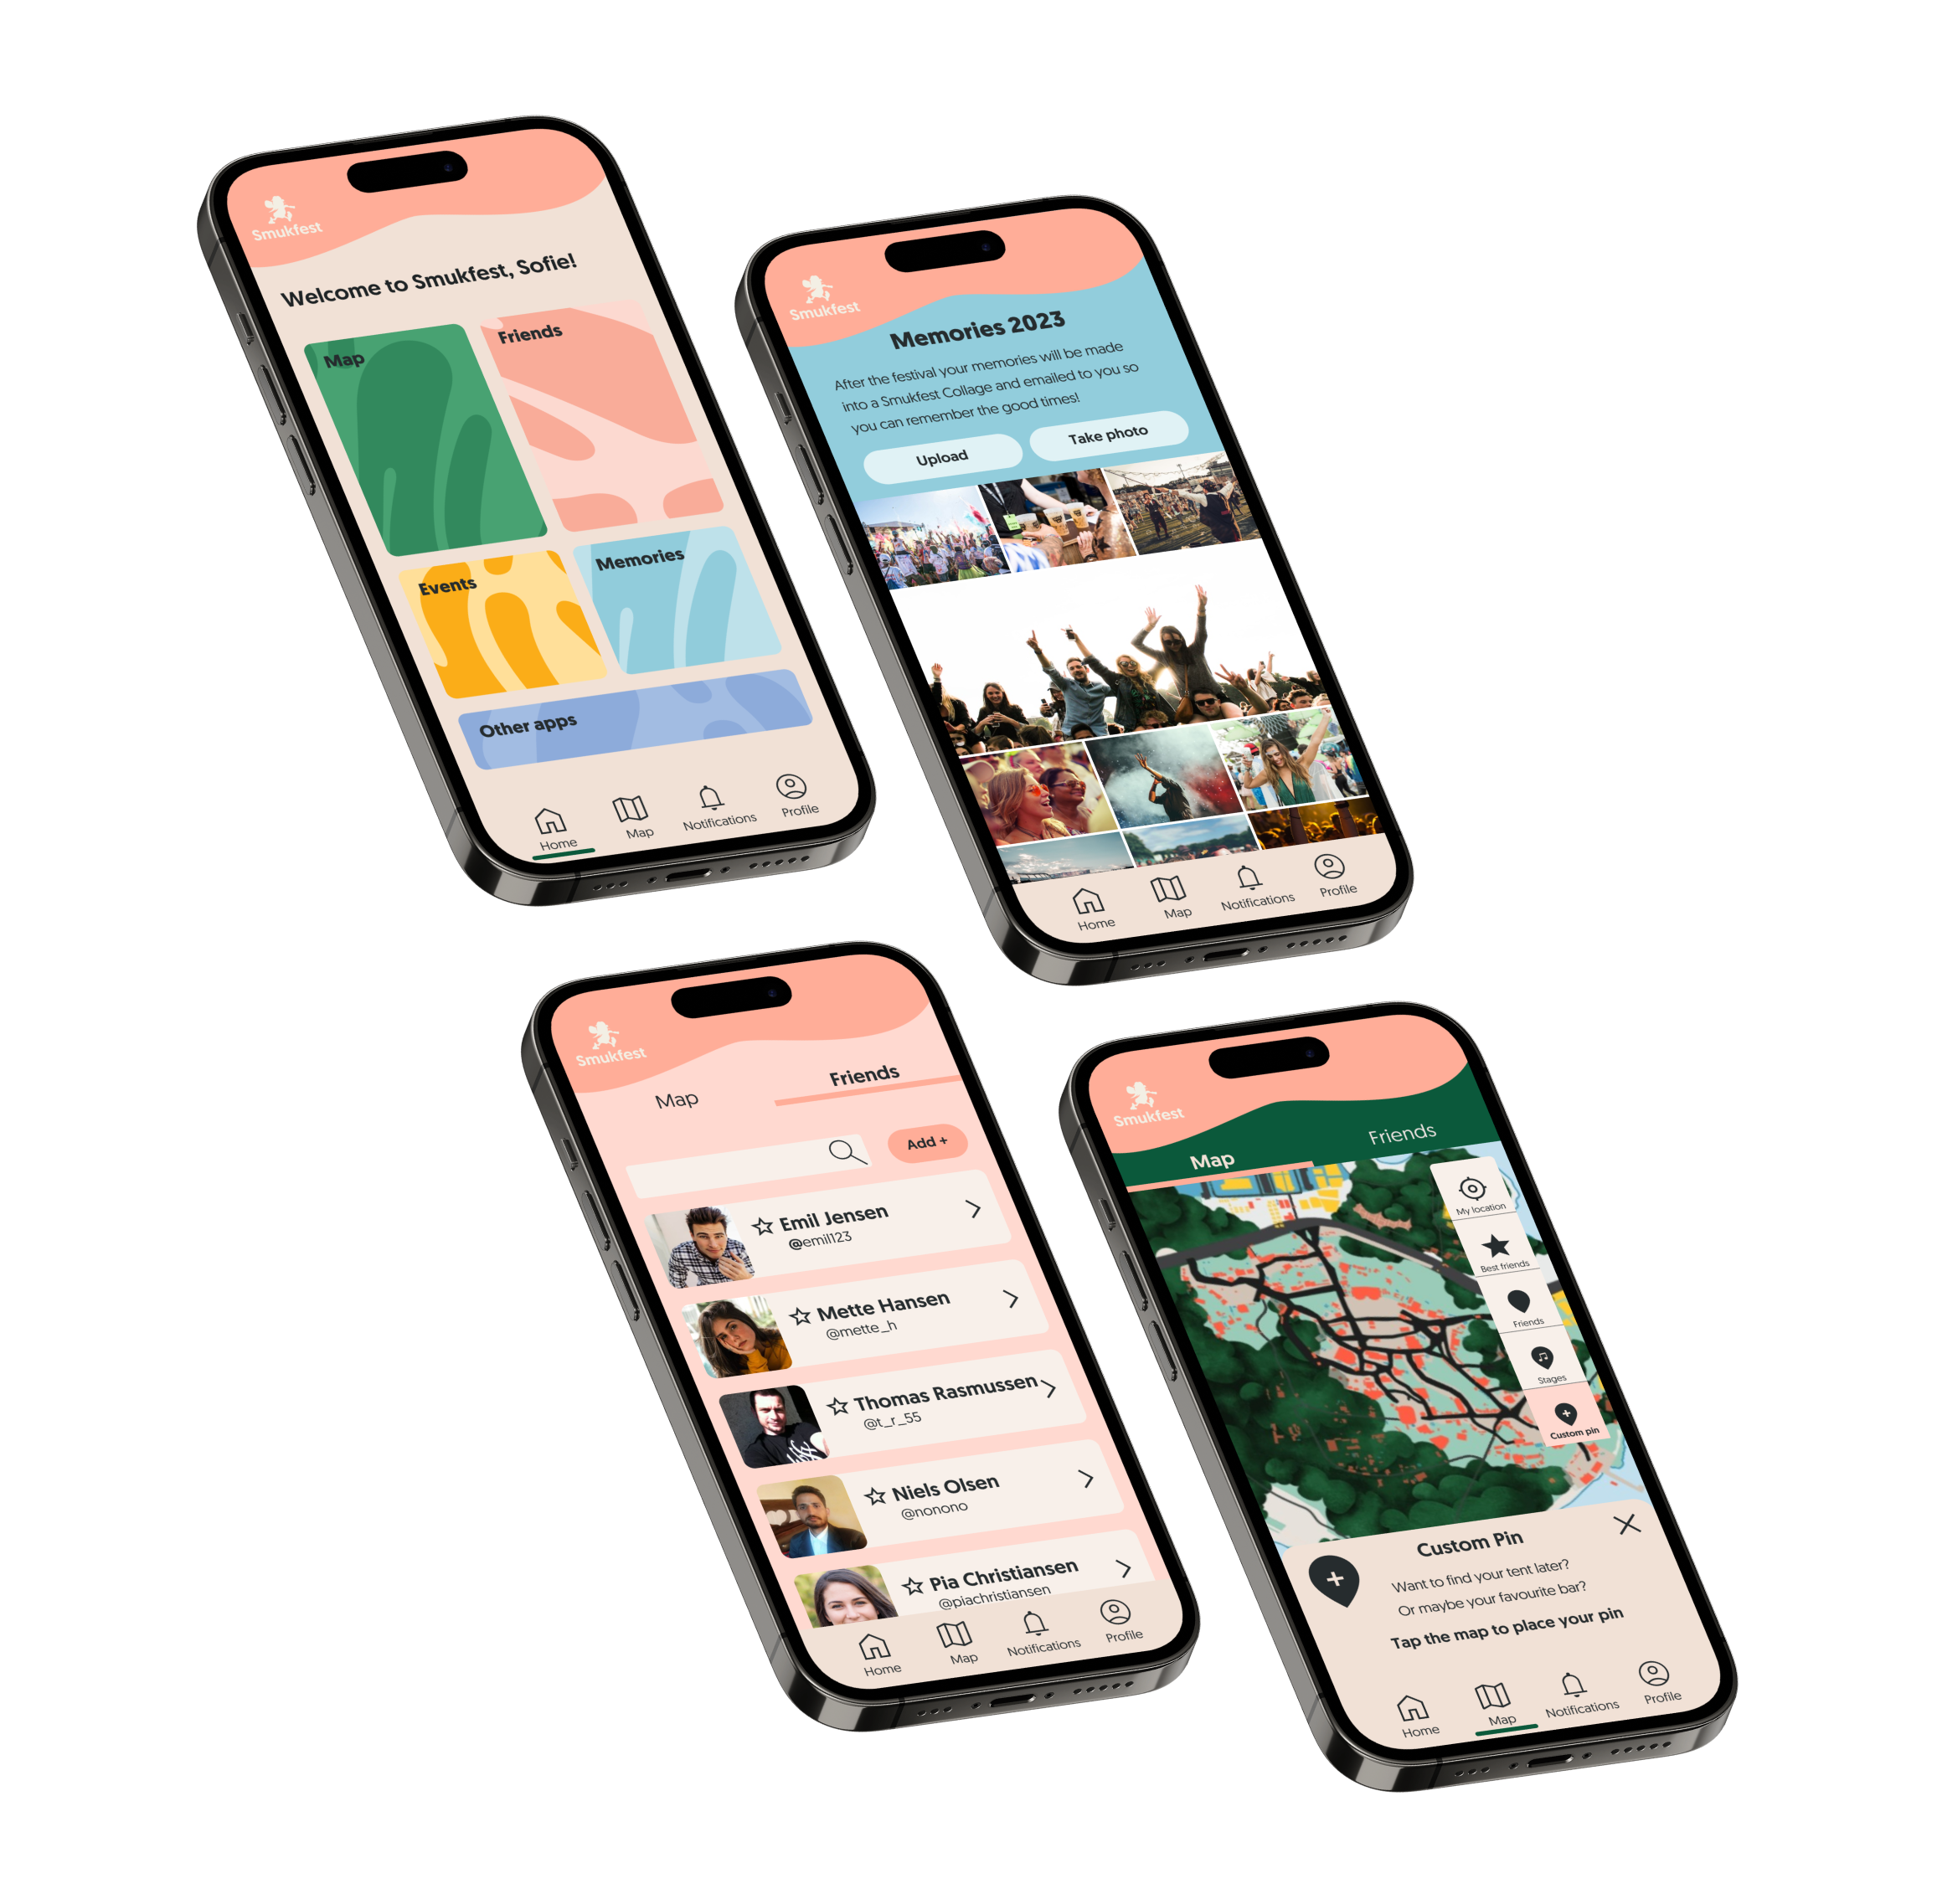 Smukfest
Welcome to Smukfest, Sofie!
Map
Friends
Events
Memories
Other apps
Home
Map
Notifications
Profile
Smukfest
Memories 2023
After the festival your memories will be made
into a Smukfest Collage and emailed to you so
you can remember the good times!
Upload
Take photo
Home
Map
Notifications
Profile
Smukfest
Map
Friends
Add +
Emil Jensen
@emil123
Mette Hansen
@mette_h
Thomas Rasmussen
@t_r_55
Niels Olsen
@nonono
Pia Christiansen
@piachristiansen
Home
Map
Notifications
Profile
Smukfest
Map
Friends
My location
Best friends
Friends
Stages
Custom pin
Custom Pin
Want to find your tent later?
Or maybe your favourite bar?
Tap the map to place your pin
Home
Map
Notifications
Profile